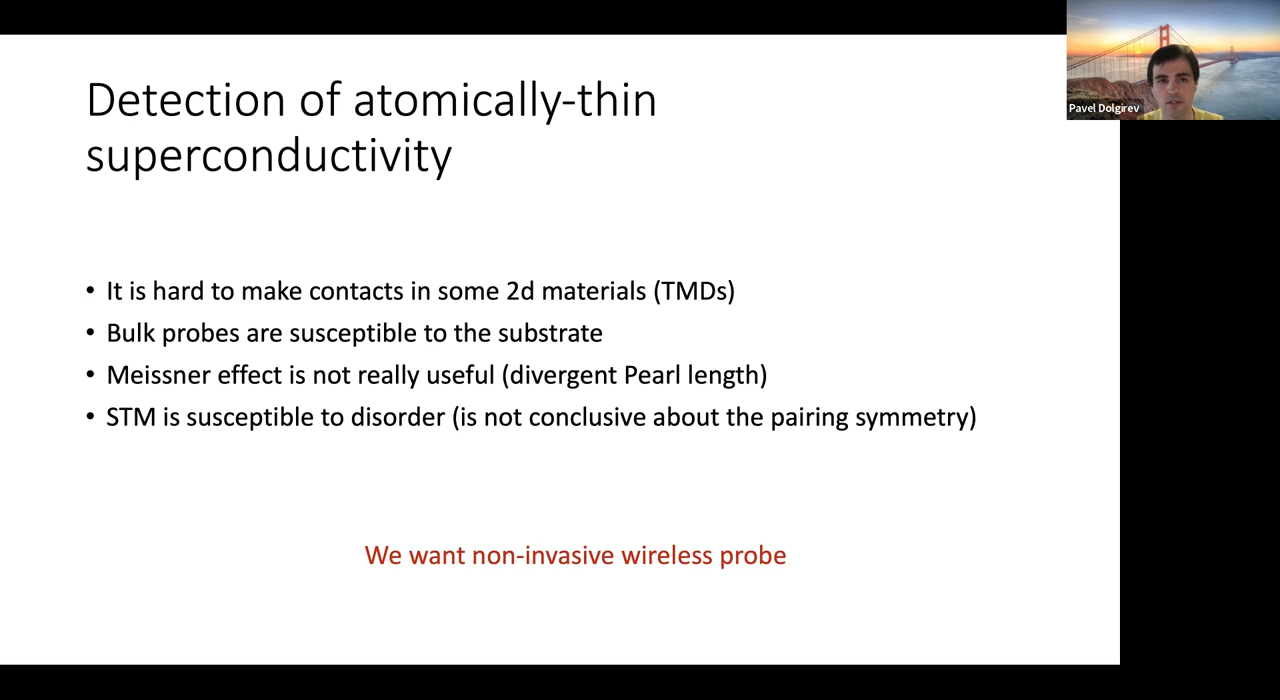 Detection of atomically-thin
superconductivity
• It is hard to make contacts in some 2d materials (TMDs)
• Bulk probes are susceptible to the substrate
• Meissner effect is not really useful (divergent Pearl length)
• STM is susceptible to disorder (is not conclusive about the pairing symmetry)
We want non-invasive wireless probe
Pavel Dolgirev